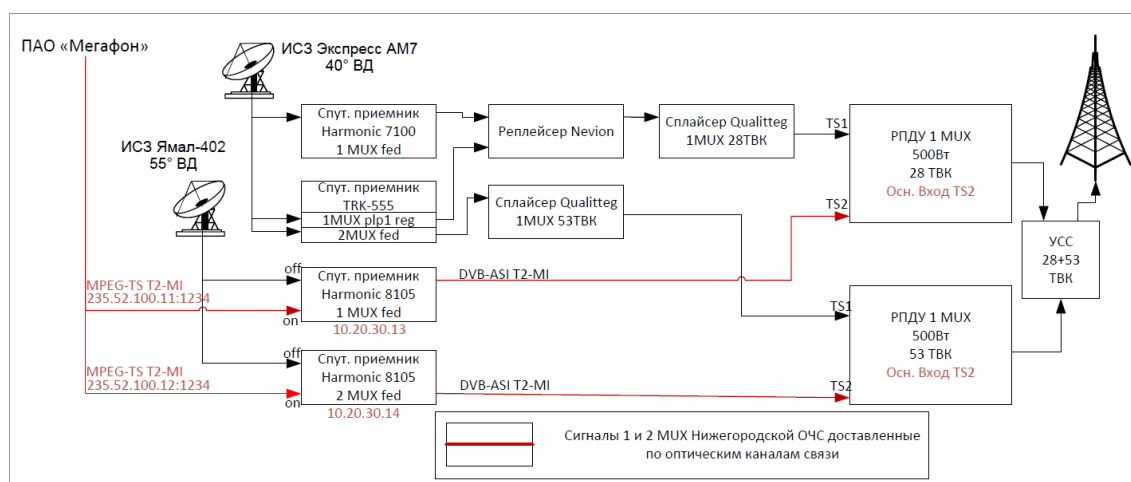 ПАО «Мегафон»
ИСЗ Экспресс АМ7
40° ВД
ИСЗ Ямал-402
55° ВД
Спут. приемник
Harmonic 7100
1 MUX fed
Реплейсер Nevion
Сплайсер Qualitteg
1MUX 28ТВК
TS1
РПДУ 1 MUX
500Вт
28 ТВК
Осн. Вход TS2
TS2
Спут. приемник
TRK-555
1MUX plp1 reg
2MUX fed
Сплайсер Qualitteg
1MUX 53ТВК
УСС
28+53
ТВК
MPEG-TS T2-MI
235.52.100.11:1234
off
on
Спут. приемник
Harmonic 8105
1 MUX fed
10.20.30.13
DVB-ASI T2-MI
TS1
РПДУ 1 MUX
500Вт
53 ТВК
Осн. Вход TS2
TS2
MPEG-TS T2-MI
235.52.100.12:1234
off
on
Спут. приемник
Harmonic 8105
2 MUX fed
10.20.30.14
DVB-ASI T2-MI
Сигналы 1 и 2 MUX Нижегородской ОЧС доставленные
по оптическим каналам связи